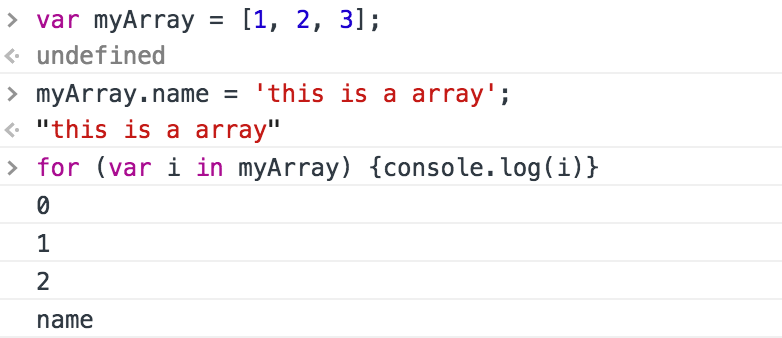 > var myArray = [1, 2, 3];
undefined
> myArray.name = 'this is a array';
"this is a array"
> for (var i in myArray) {console.log(i)}
0
1
2
name